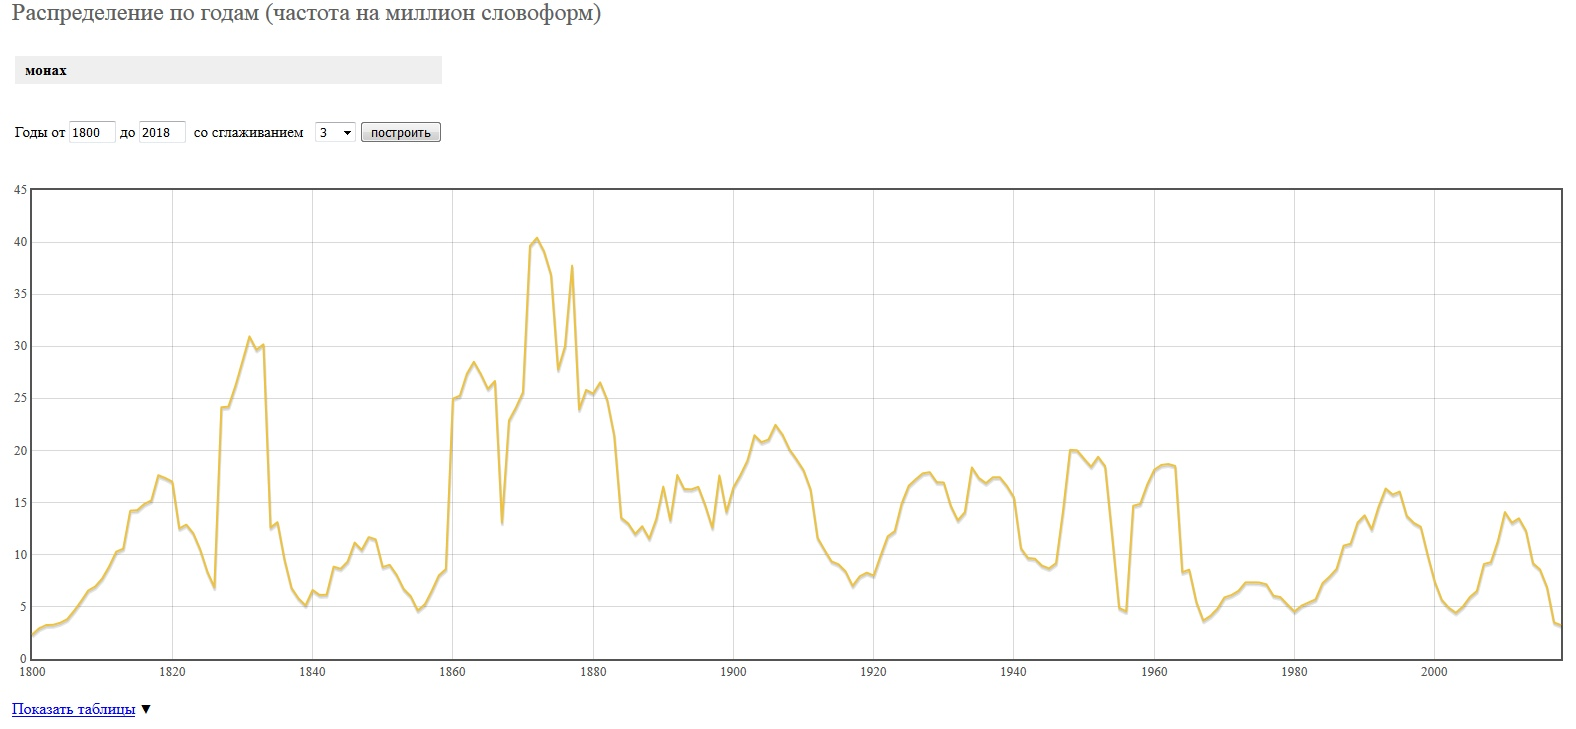 Распределение по годам (частота на миллион словоформ)
монах
Годы от 1800 до 2018 со сглаживанием 3 построить
45
40
35
30
25
20
15
10
5
0
1800 1820 1840 1860 1880 1900 1920 1940 1960 1980 2000
Показать таблицы ▼